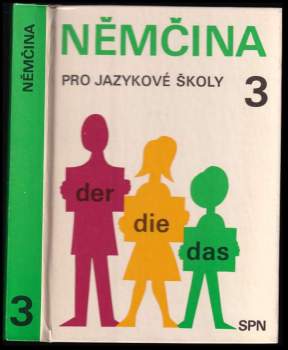 NĚMČINA
3
NĚMČINA
PRO JAZYKOVÉ ŠKOLY
3
der
die
das
SPN